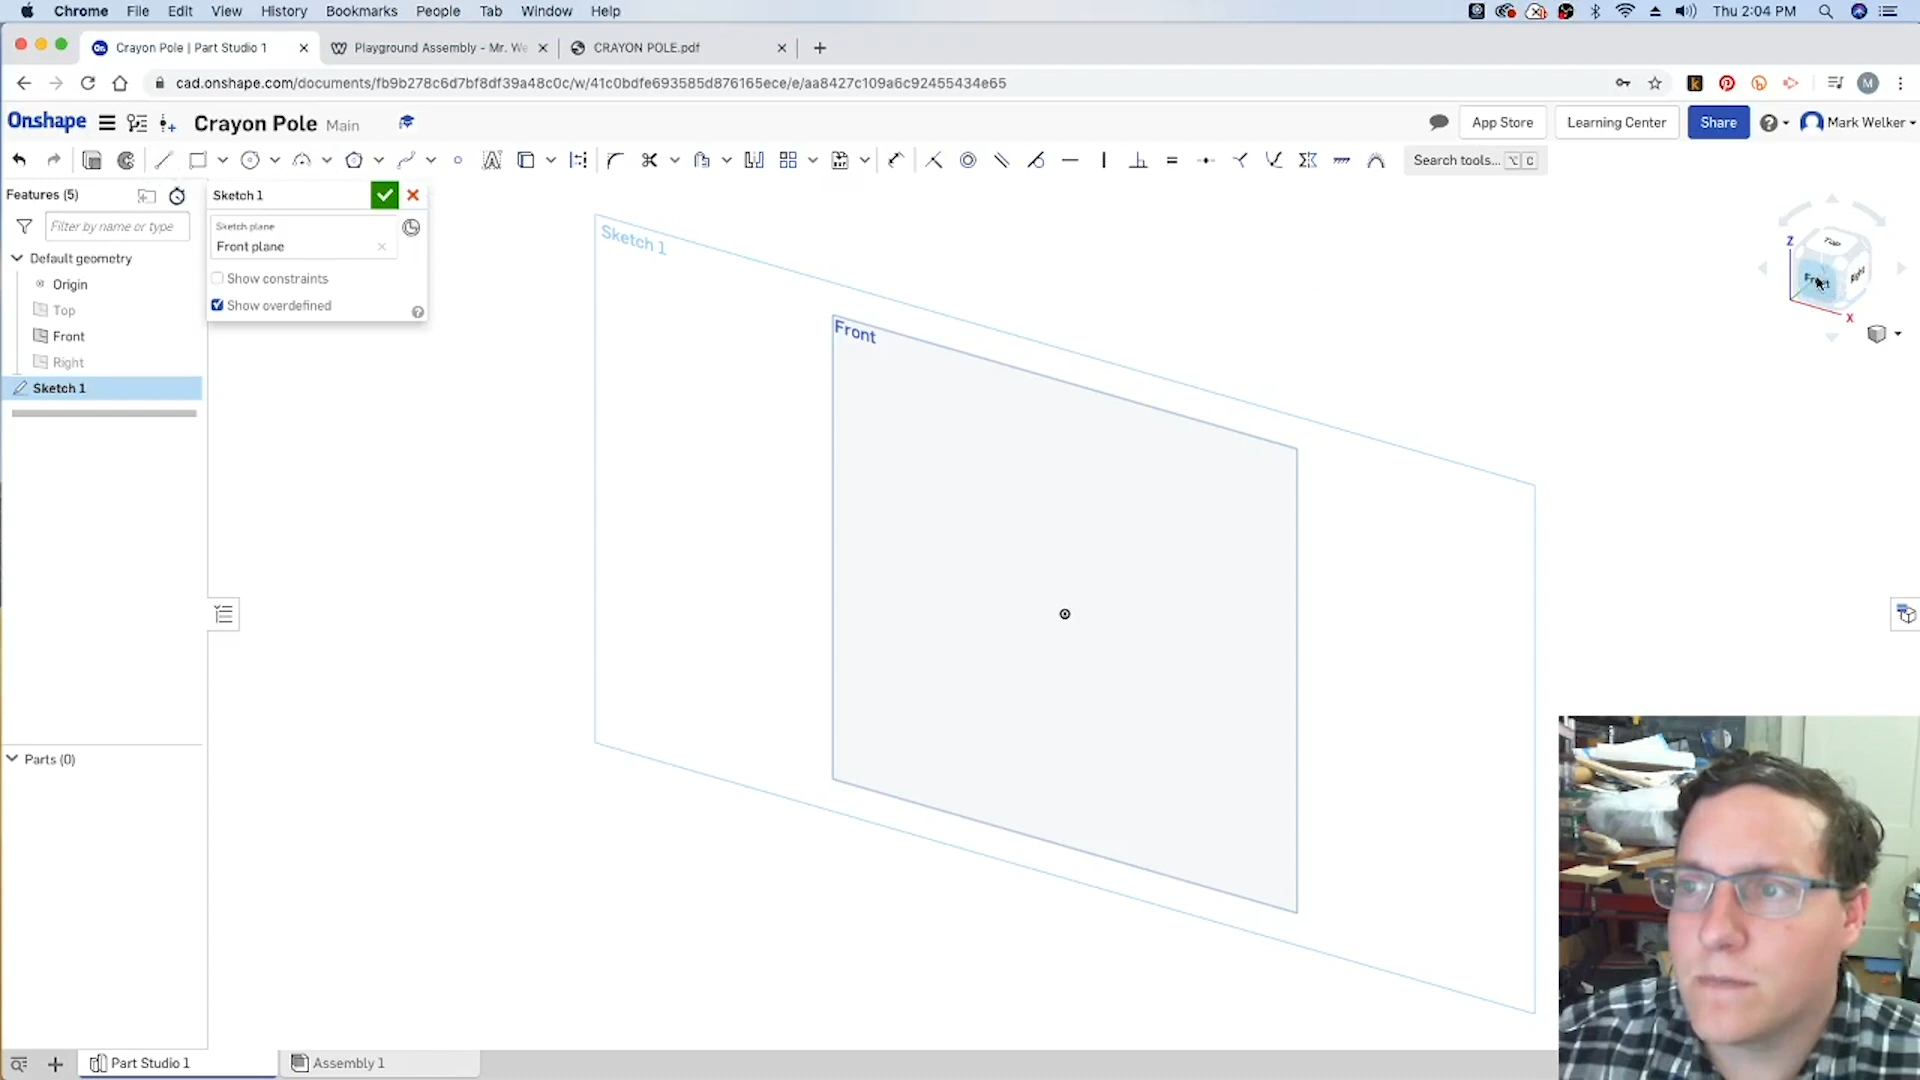 Chrome File Edit View History Bookmarks People Tab Window Help Thu 2:04 PM
Crayon Pole | Part Studio 1 Playground Assembly - Mr. We CRAYON POLE.pdf
cad.onshape.com/documents/fb9b278c6d7bf8df39a48c0c/w/41c0bdfe693585d876165ece/e/aa8427c109a6c92455434e65 M
Onshape Crayon Pole Main App Store Learning Center Share Mark Welker
Search tools... ⌥ C
Features (5)
Filter by name or type
Default geometry
Origin
Top
Front
Right
Sketch 1
Sketch 1
Sketch plane
Front plane
Show constraints
Show overdefined
Sketch 1
Front
Top
Front
Right
Z
X
Parts (0)
Part Studio 1 Assembly 1